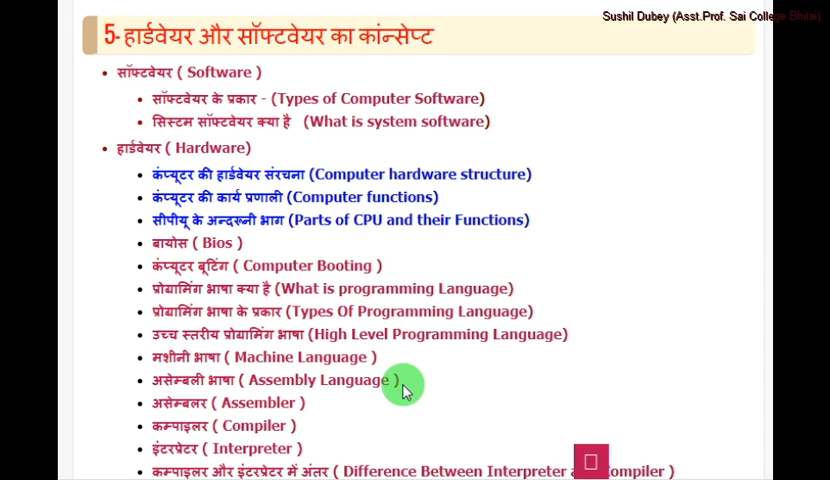 Sushil Dubey (Asst.Prof. Sai College Bhilai)
5- हार्डवेयर और सॉफ्टवेयर का कांन्सेप्ट
सॉफ्टवेयर ( Software )
सॉफ्टवेयर के प्रकार - (Types of Computer Software)
सिस्टम सॉफ्टवेयर क्या है (What is system software)
हार्डवेयर ( Hardware)
कंप्यूटर की हार्डवेयर संरचना (Computer hardware structure)
कंप्यूटर की कार्य प्रणाली (Computer functions)
सीपीयू के अन्दरूनी भाग (Parts of CPU and their Functions)
बायोस ( Bios )
कंप्यूटर बूटिंग ( Computer Booting )
प्रोग्रामिंग भाषा क्या है (What is programming Language)
प्रोग्रामिंग भाषा के प्रकार (Types Of Programming Language)
उच्च स्तरीय प्रोग्रामिंग भाषा (High Level Programming Language)
मशीनी भाषा ( Machine Language )
असेम्बली भाषा ( Assembly Language )
असेम्बलर ( Assembler )
कम्पाइलर ( Compiler )
इंटरप्रेटर ( Interpreter )
कम्पाइलर और इंटरप्रेटर में अंतर ( Difference Between Interpreter Compiler )